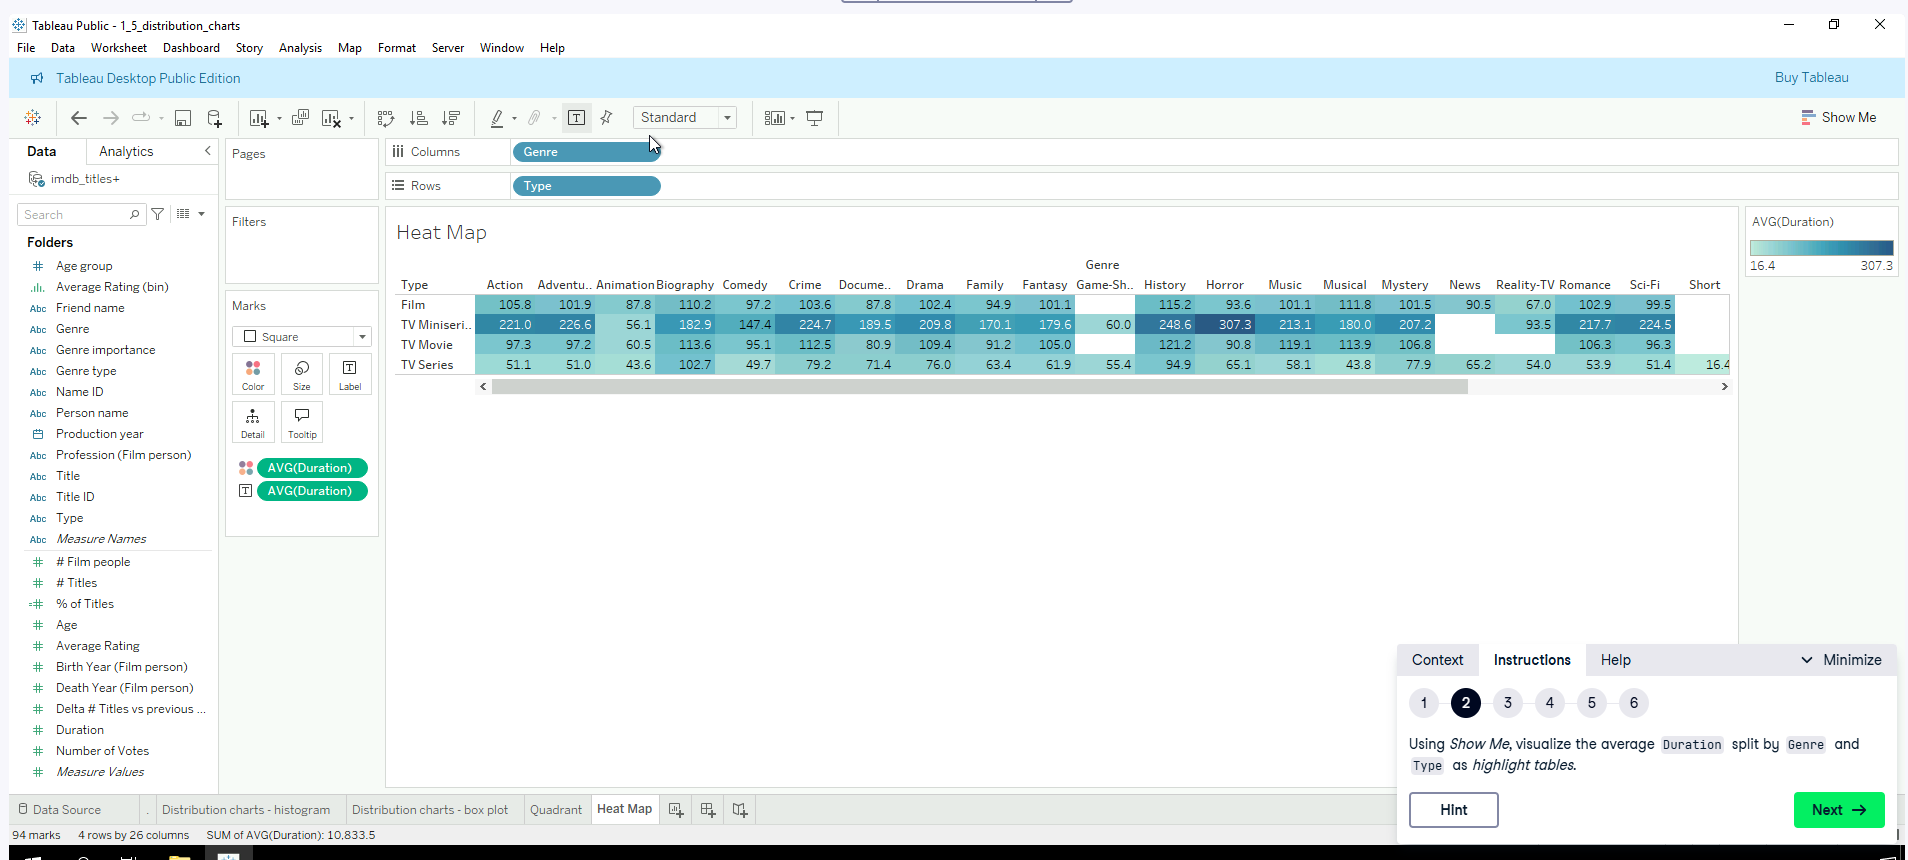 Tableau Public - 1_5_distribution_charts
File Data Worksheet Dashboard Story Analysis Map Format Server Window Help
Tableau Desktop Public Edition
Buy Tableau
Standard
Show Me
Data Analytics
imdb_titles+
Search
Folders
Age group
Average Rating (bin)
Abc Friend name
Abc Genre
Abc Genre importance
Abc Genre type
Abc Name ID
Abc Person name
Production year
Abc Profession (Film person)
Abc Title
Abc Title ID
Abc Type
Abc Measure Names
# Film people
# Titles
% of Titles
Age
Average Rating
Birth Year (Film person)
Death Year (Film person)
Delta # Titles vs previous ...
Duration
Number of Votes
Measure Values
Pages
Filters
Marks
Square
Color Size Label
Detail Tooltip
AVG(Duration)
AVG(Duration)
Columns Genre
Rows Type
Heat Map
Genre
Type Action Adventu.. Animation Biography Comedy Crime Docume.. Drama Family Fantasy Game-Sh.. History Horror Music Musical Mystery News Reality-TV Romance Sci-Fi Short
Film 105.8 101.9 87.8 110.2 97.2 103.6 87.8 102.4 94.9 101.1 115.2 93.6 101.1 111.8 101.5 90.5 67.0 102.9 99.5
TV Miniseri.. 221.0 226.6 56.1 182.9 147.4 224.7 189.5 209.8 170.1 179.6 60.0 248.6 307.3 213.1 180.0 207.2 93.5 217.7 224.5
TV Movie 97.3 97.2 60.5 113.6 95.1 112.5 80.9 109.4 91.2 105.0 121.2 90.8 119.1 113.9 106.8 106.3 96.3
TV Series 51.1 51.0 43.6 102.7 49.7 79.2 71.4 76.0 63.4 61.9 55.4 94.9 65.1 58.1 43.8 77.9 65.2 54.0 53.9 51.4 16.4
AVG(Duration)
16.4 307.3
Context Instructions Help Minimize
1 2 3 4 5 6
Using Show Me, visualize the average Duration split by Genre and
Type as highlight tables.
Hint Next
Data Source Distribution charts - histogram Distribution charts - box plot Quadrant Heat Map
94 marks 4 rows by 26 columns SUM of AVG(Duration): 10,833.5